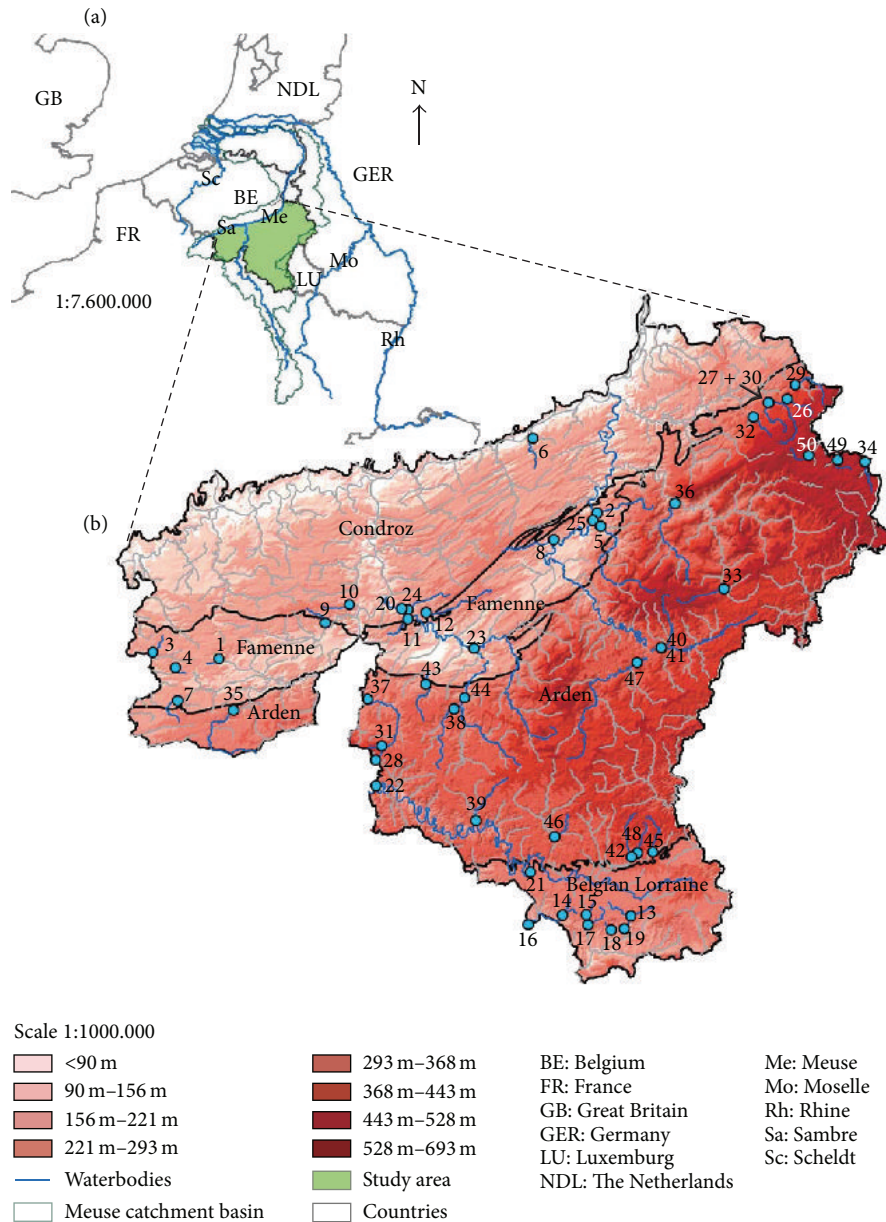 (a)
N
NDL
GB
GER
Sc
BE
Me
FR
Sa
Mo
LU
1:7.600.000
Rh
27 + 30
29
26
32
50
49
34
6
(b)
36
2
25
5
Condroz
8
33
10
20
24
Famenne
9
12
11
3
1
Famenne
23
40
4
41
47
43
7
35
37
44
Arden
Arden
38
31
28
22
39
46
48
45
42
21
Belgian Lorraine
14
15
13
16
17
18
19
Scale 1:1000.000
<90 m
90 m–156 m
156 m–221 m
221 m–293 m
Waterbodies
Meuse catchment basin
293 m–368 m
368 m–443 m
443 m–528 m
528 m–693 m
Study area
Countries
BE: Belgium
FR: France
GB: Great Britain
GER: Germany
LU: Luxemburg
NDL: The Netherlands
Me: Meuse
Mo: Moselle
Rh: Rhine
Sa: Sambre
Sc: Scheldt